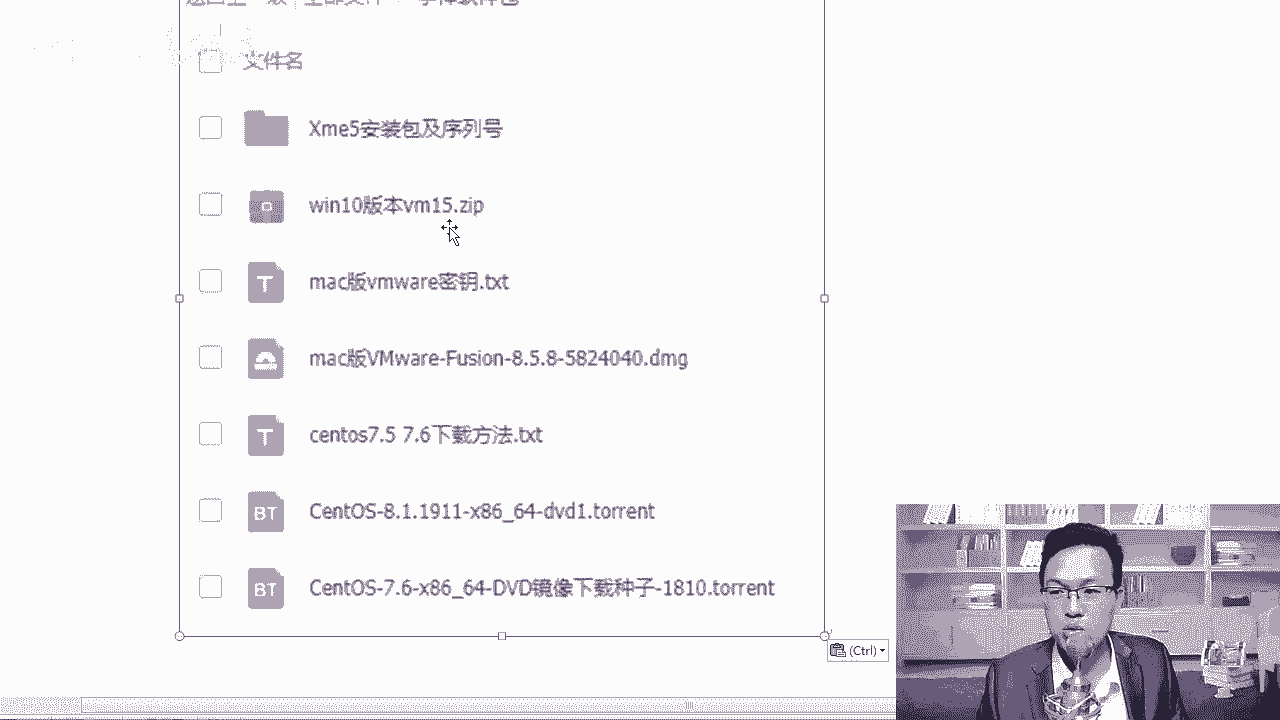 文件名
Xme5安装包及序列号
win10版本vm15.zip
mac版vmware密钥.txt
mac版VMware-Fusion-8.5.8-5824040.dmg
centos7.5 7.6下载方法.txt
CentOS-8.1.1911-x86_64-dvd1.torrent
CentOS-7.6-x86_64-DVD镜像下载种子-1810.torrent
(Ctrl)